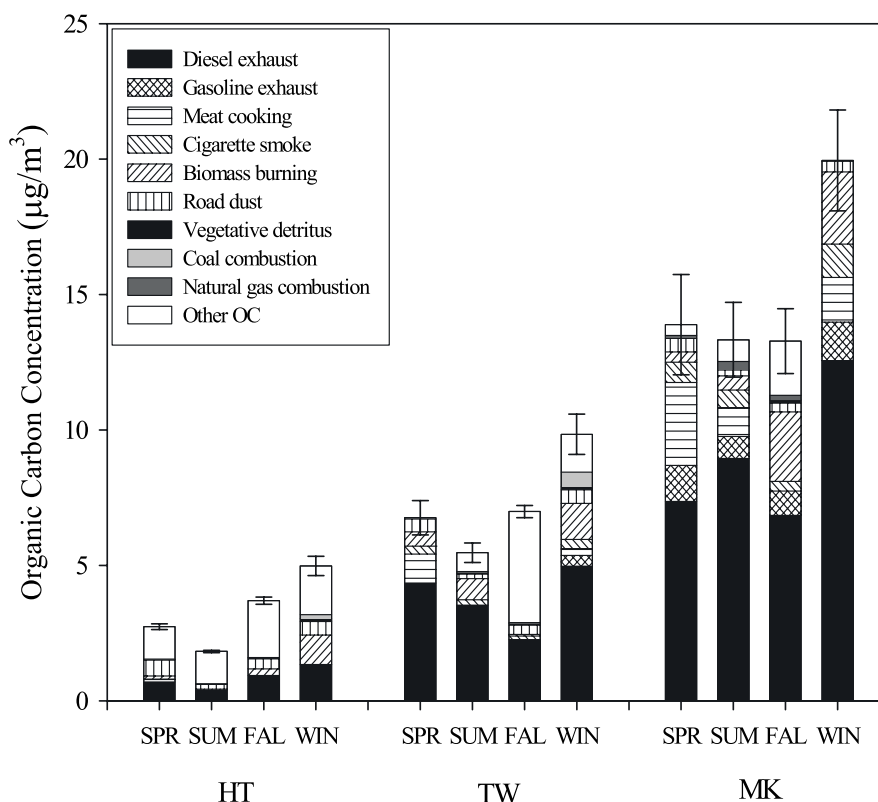 25
20
15
10
5
0
Organic Carbon Concentration (µg/m³)
Diesel exhaust
Gasoline exhaust
Meat cooking
Cigarette smoke
Biomass burning
Road dust
Vegetative detritus
Coal combustion
Natural gas combustion
Other OC
SPR SUM FAL WIN SPR SUM FAL WIN SPR SUM FAL WIN
HT TW MK